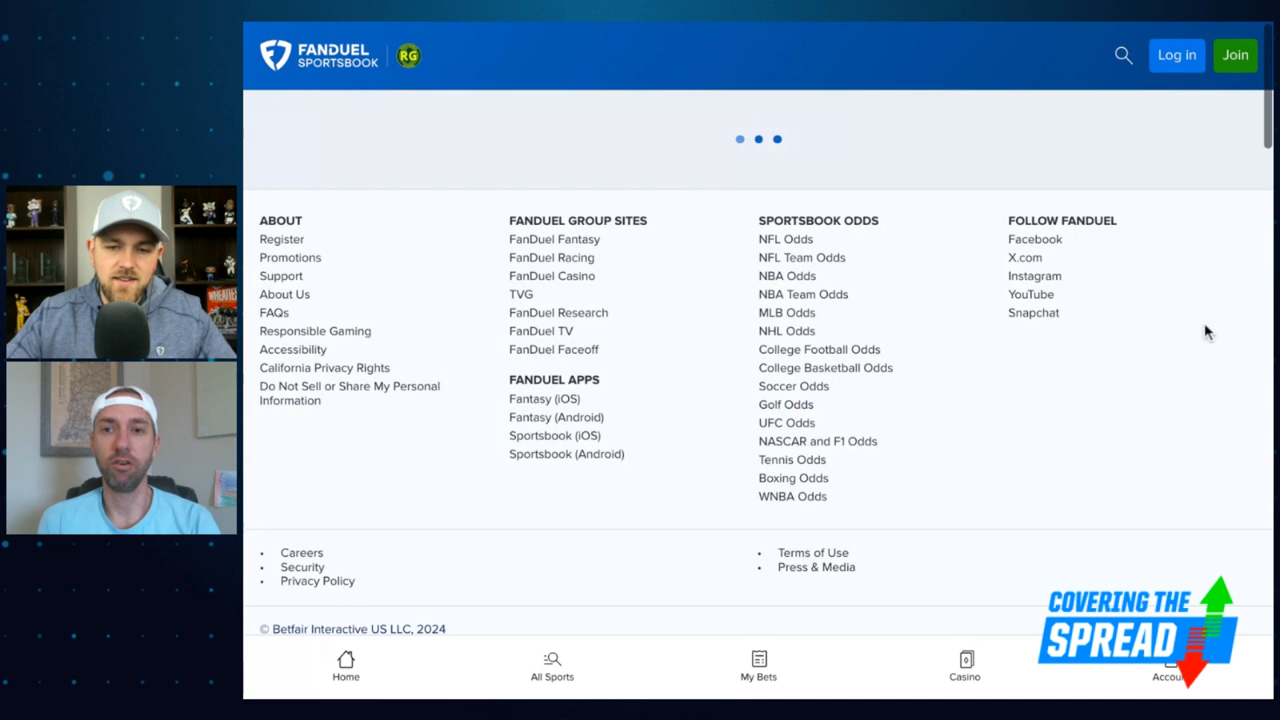 FANDUEL
SPORTSBOOK
RG
Log in
Join
ABOUT
Register
Promotions
Support
About Us
FAQs
Responsible Gaming
Accessibility
California Privacy Rights
Do Not Sell or Share My Personal
Information
FANDUEL GROUP SITES
FanDuel Fantasy
FanDuel Racing
FanDuel Casino
TVG
FanDuel Research
FanDuel TV
FanDuel Faceoff
FANDUEL APPS
Fantasy (iOS)
Fantasy (Android)
Sportsbook (iOS)
Sportsbook (Android)
SPORTSBOOK ODDS
NFL Odds
NFL Team Odds
NBA Odds
NBA Team Odds
MLB Odds
NHL Odds
College Football Odds
College Basketball Odds
Soccer Odds
Golf Odds
UFC Odds
NASCAR and F1 Odds
Tennis Odds
Boxing Odds
WNBA Odds
FOLLOW FANDUEL
Facebook
X.com
Instagram
YouTube
Snapchat
WHEATIES
• Careers
• Security
• Privacy Policy
• Terms of Use
• Press & Media
© Betfair Interactive US LLC, 2024
COVERING THE
SPREAD
Home
All Sports
My Bets
Casino